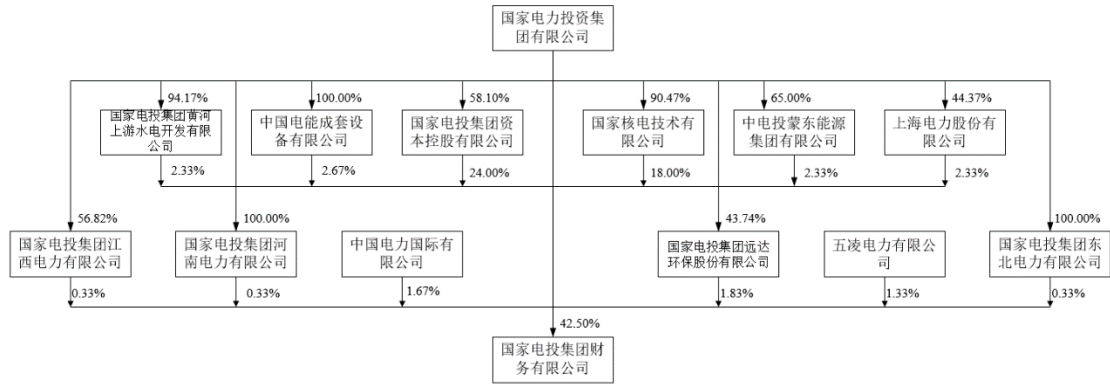 国家电力投资集
团有限公司
94.17%
100.00%
58.10%
90.47%
65.00%
44.37%
国家电投集团黄河
上游水电开发有限
公司
中国电能成套设
备有限公司
国家电投集团资
本控股有限公司
国家核电技术有
限公司
中电投蒙东能源
集团有限公司
上海电力股份有
限公司
2.33%
2.67%
24.00%
18.00%
2.33%
2.33%
56.82%
100.00%
43.74%
100.00%
国家电投集团江
西电力有限公司
国家电投集团河
南电力有限公司
中国电力国际有
限公司
国家电投集团远达
环保股份有限公司
五凌电力有限公
司
国家电投集团东
北电力有限公司
0.33%
0.33%
1.67%
1.83%
1.33%
0.33%
42.50%
国家电投集团财
务有限公司